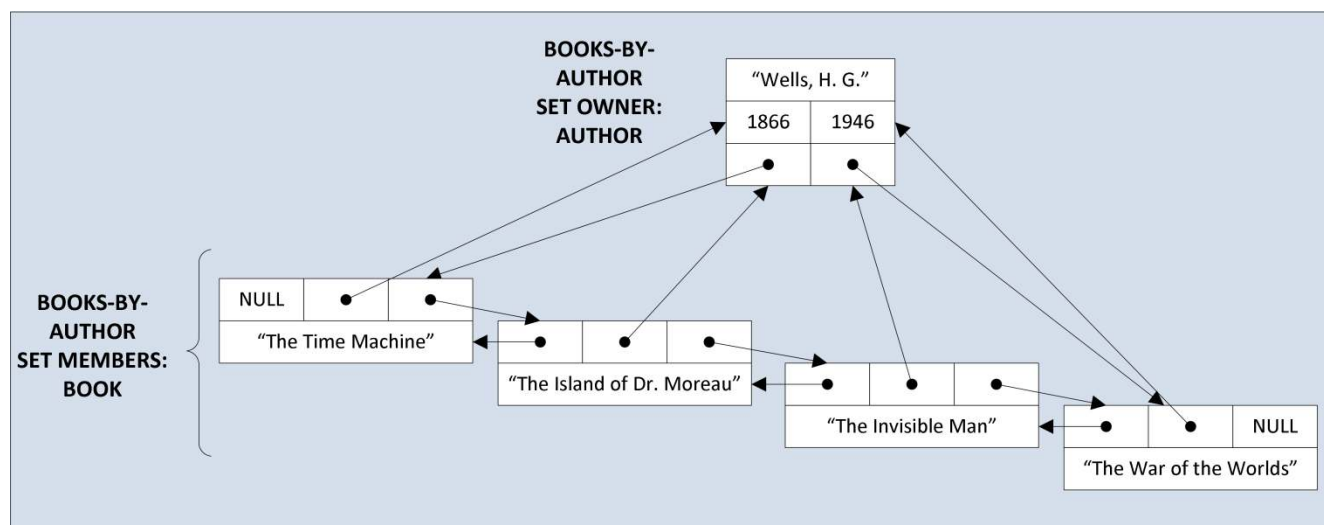 BOOKS-BY-
AUTHOR
SET OWNER:
AUTHOR
“Wells, H. G.”
1866 1946
BOOKS-BY-
AUTHOR
SET MEMBERS:
BOOK
NULL
“The Time Machine”
“The Island of Dr. Moreau”
“The Invisible Man”
NULL
“The War of the Worlds”